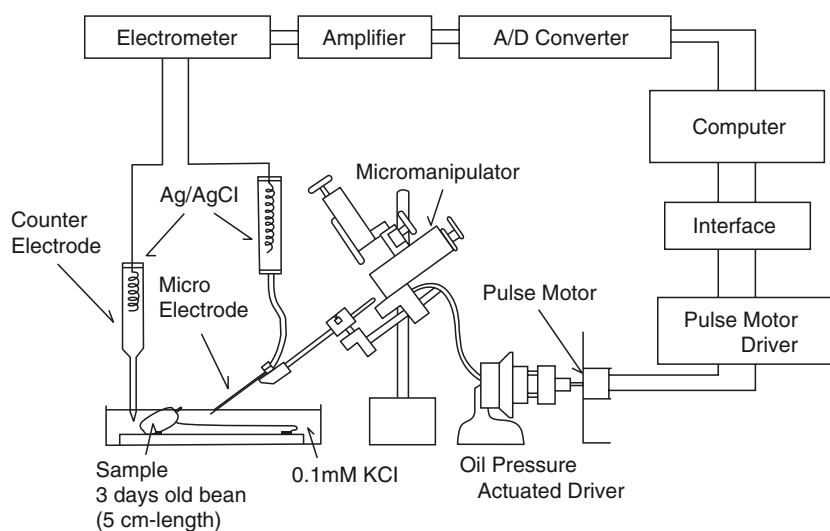 Electrometer
Amplifier
A/D Converter
Computer
Micromanipulator
Ag/AgCl
Counter
Electrode
Interface
Micro
Electrode
Pulse Motor
Pulse Motor
Driver
Sample
3 days old bean
(5 cm-length)
0.1mM KCl
Oil Pressure
Actuated Driver